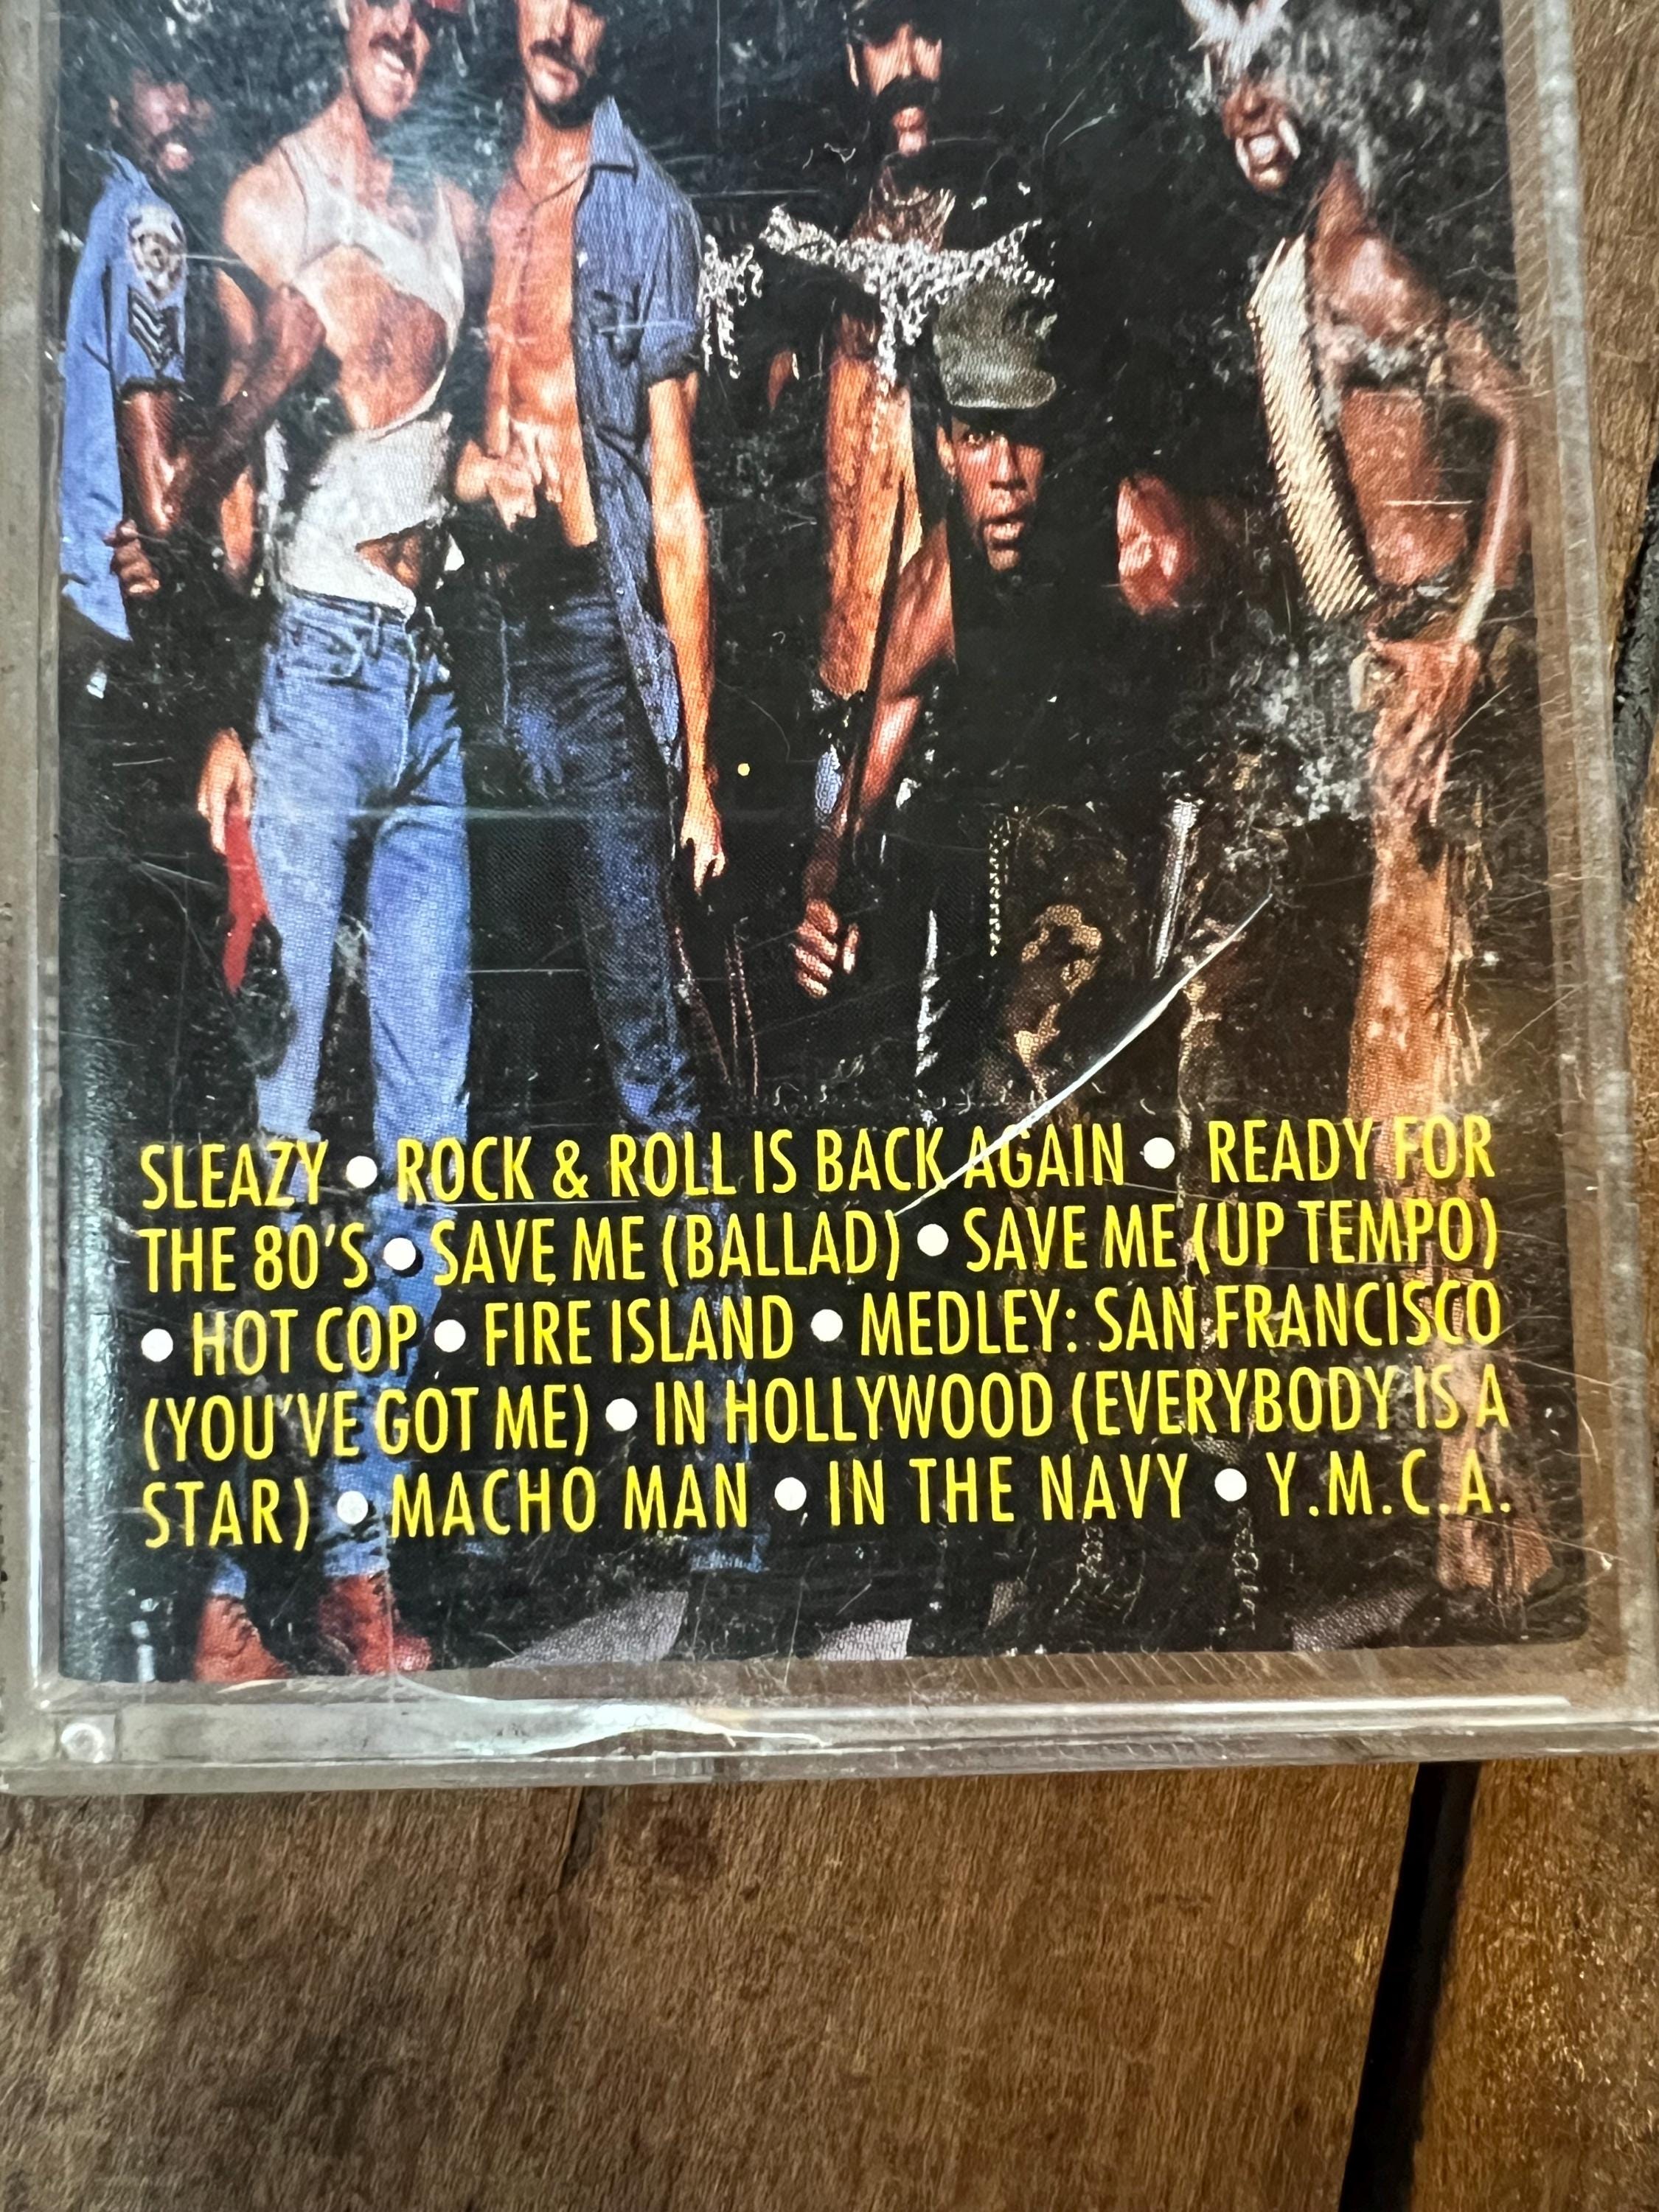 SLEAZY • ROCK & ROLL IS BACK AGAIN • READY FOR
THE 80'S • SAVE ME (BALLAD) • SAVE ME (UP TEMPO)
• HOT COP • FIRE ISLAND • MEDLEY: SAN FRANCISCO
(YOU'VE GOT ME) • IN HOLLYWOOD (EVERYBODY IS A
STAR) • MACHO MAN • IN THE NAVY • Y.M.C.A.